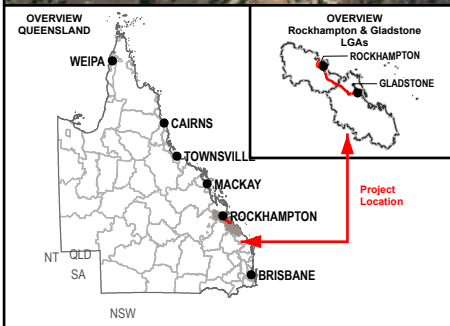 OVERVIEW
QUEENSLAND
WEIPA
CAIRNS
TOWNSVILLE
MACKAY
ROCKHAMPTON
BRISBANE
NT
QLD
SA
NSW
OVERVIEW
Rockhampton & Gladstone
LGAs
ROCKHAMPTON
GLADSTONE
Project
Location